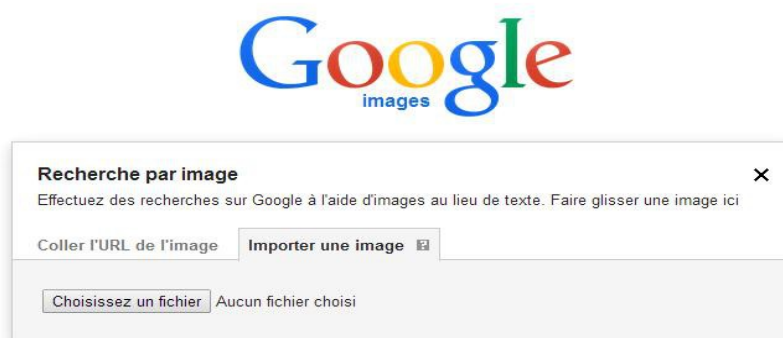 Google
images
Recherche par image
Effectuez des recherches sur Google à l'aide d'images au lieu de texte. Faire glisser une image ici
Coller l'URL de l'image Importer une image ?
Choisissez un fichier Aucun fichier choisi